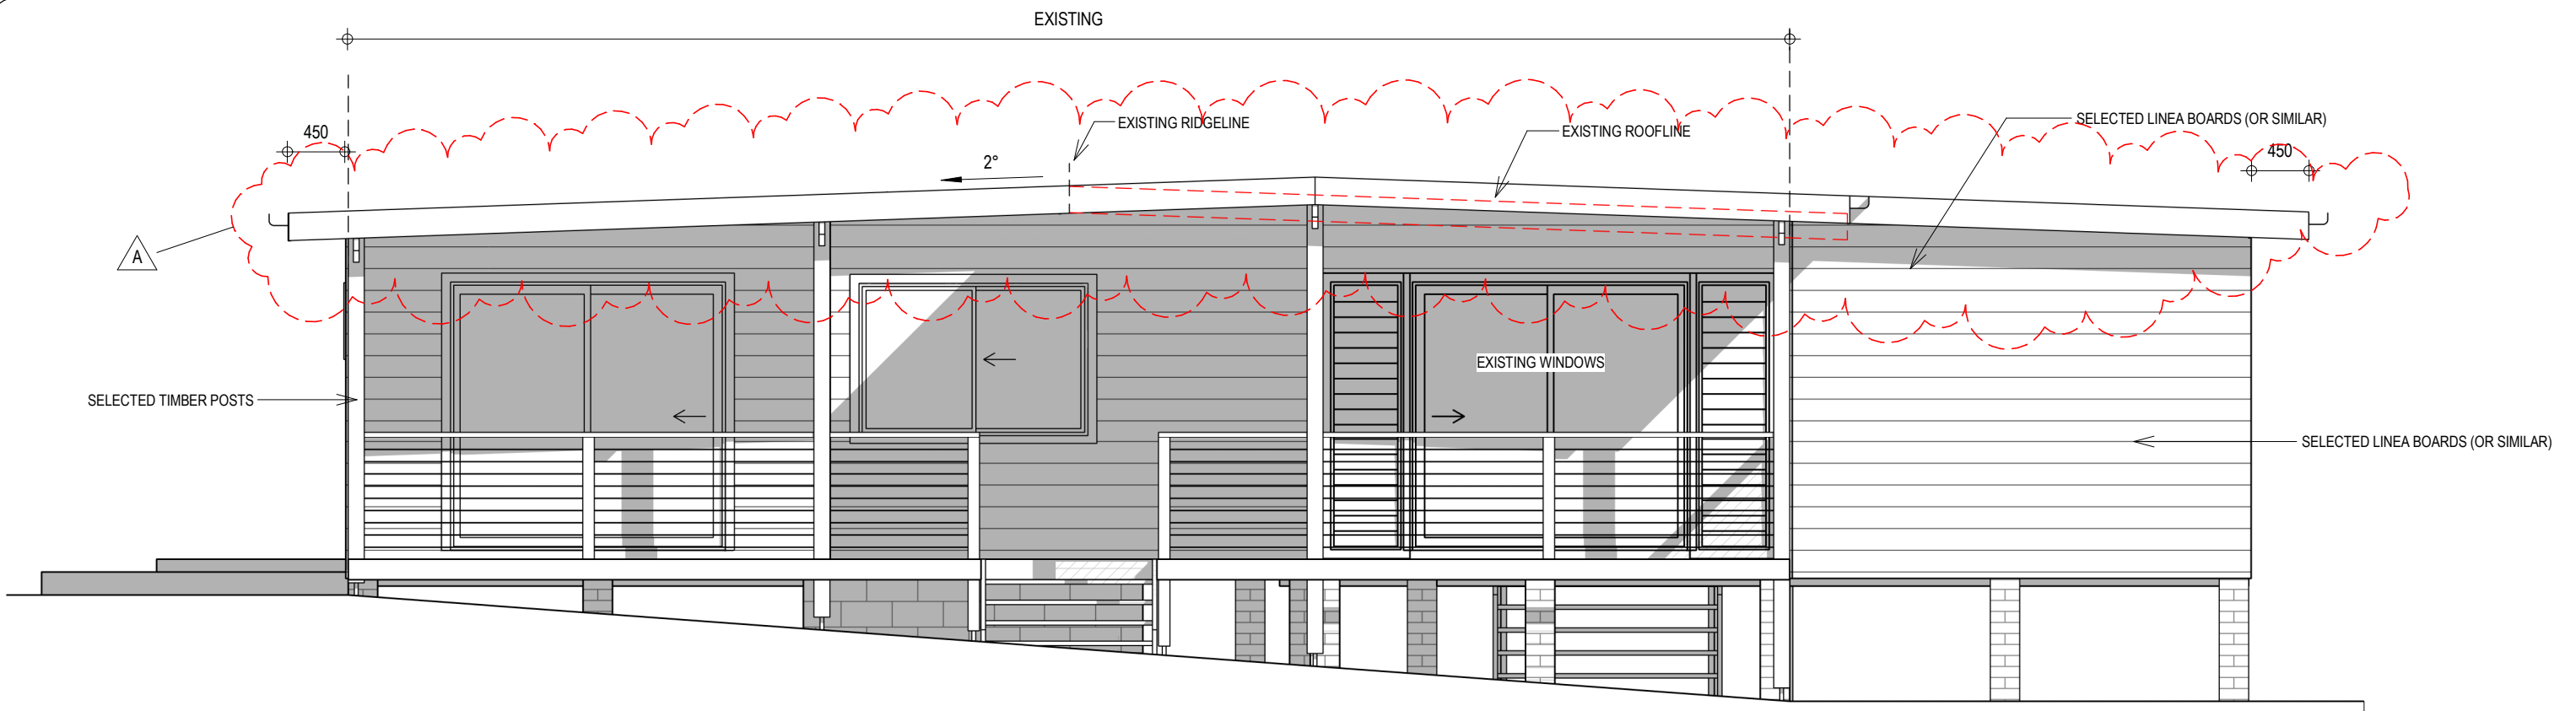 EXISTING
EXISTING RIDGELINE
EXISTING ROOFLINE
SELECTED LINEA BOARDS (OR SIMILAR)
450
450
2°
A
EXISTING WINDOWS
SELECTED TIMBER POSTS
SELECTED LINEA BOARDS (OR SIMILAR)